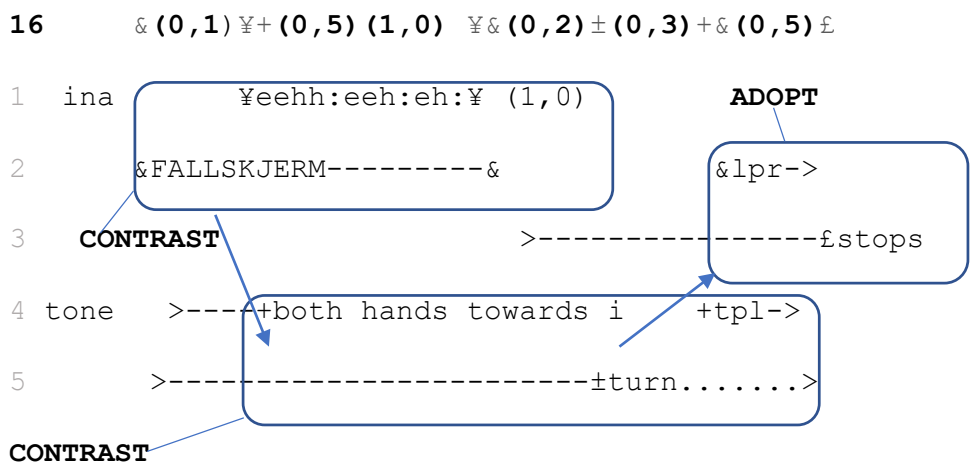 16 &(0,1)¥+(0,5)(1,0) ¥&(0,2)±(0,3)+&(0,5)£
1 ina ¥eehh:eeh:eh:¥ (1,0) ADOPT
2 &FALLSKJERM---------& &lpr->
3 CONTRAST >----------------£stops
4 tone >----+both hands towards i +tpl->
5 >-------------------------±turn.......>
CONTRAST